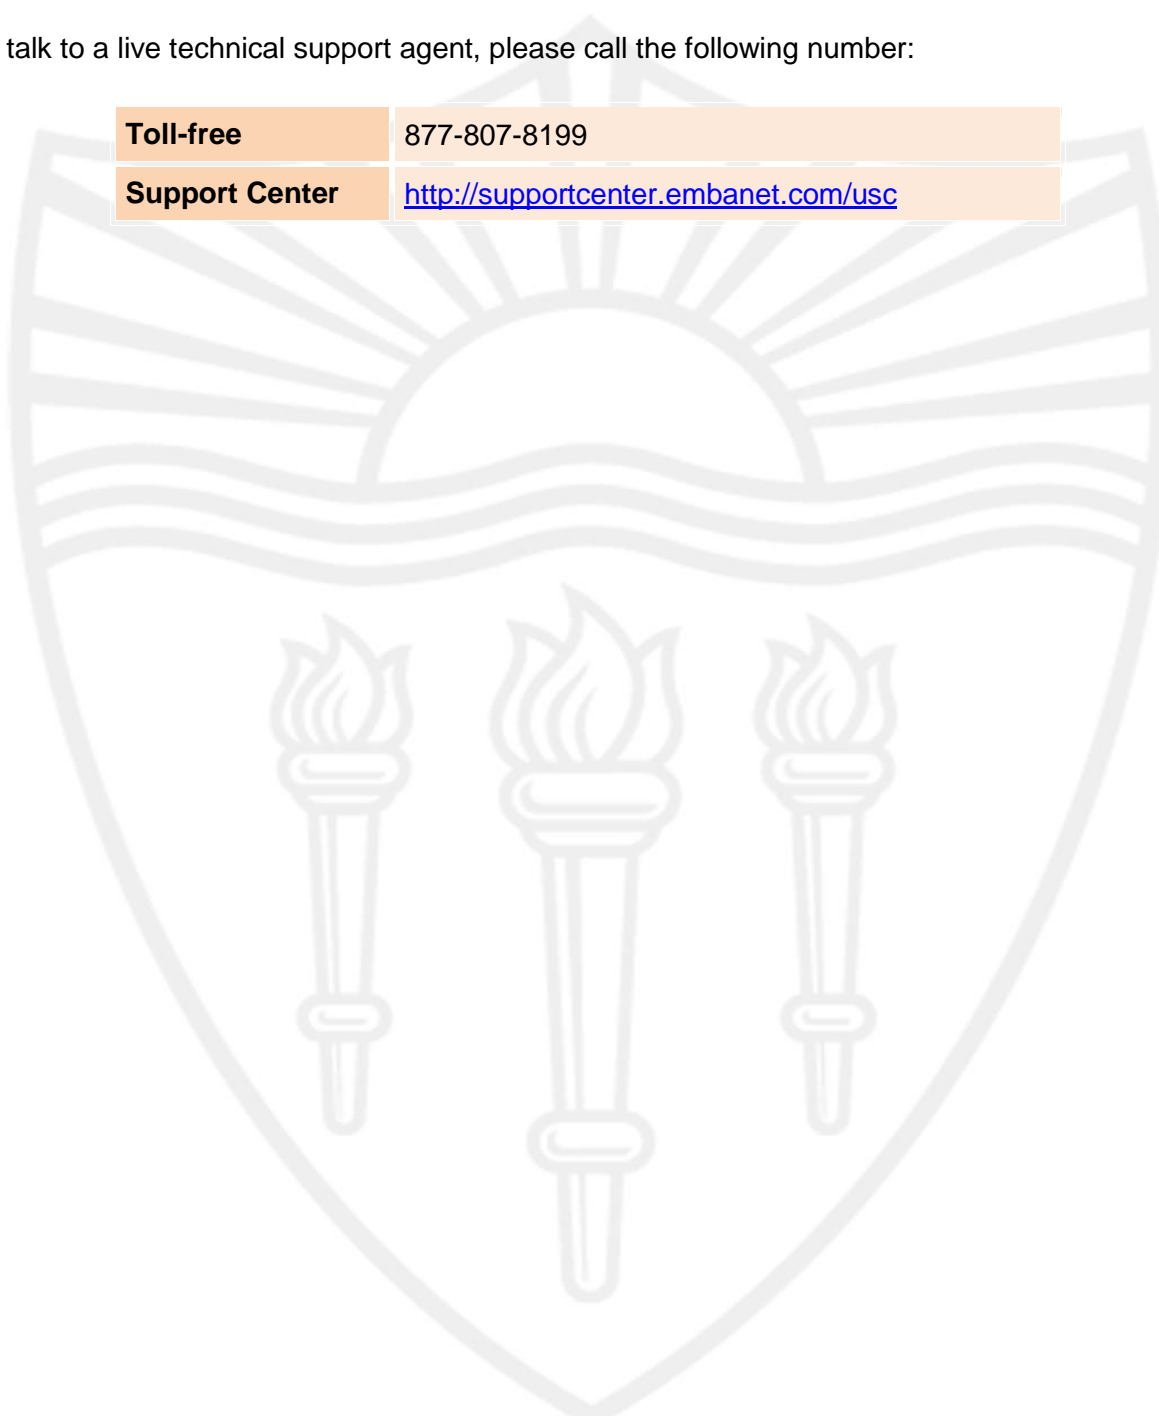 talk to a live technical support agent, please call the following number:
Toll-free 877-807-8199
Support Center http://supportcenter.embanet.com/usc